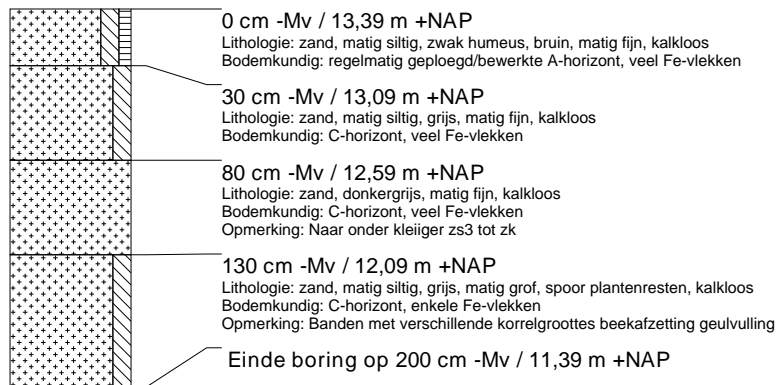 0 cm -Mv / 13,39 m +NAP
Lithologie: zand, matig siltig, zwak humeus, bruin, matig fijn, kalkloos
Bodemkundig: regelmatig geploegd/bewerkte A-horizont, veel Fe-vlekken
30 cm -Mv / 13,09 m +NAP
Lithologie: zand, matig siltig, grijs, matig fijn, kalkloos
Bodemkundig: C-horizont, veel Fe-vlekken
80 cm -Mv / 12,59 m +NAP
Lithologie: zand, donkergrijs, matig fijn, kalkloos
Bodemkundig: C-horizont, veel Fe-vlekken
Opmerking: Naar onder kleiiger zs3 tot zk
130 cm -Mv / 12,09 m +NAP
Lithologie: zand, matig siltig, grijs, matig grof, spoor plantenresten, kalkloos
Bodemkundig: C-horizont, enkele Fe-vlekken
Opmerking: Banden met verschillende korrelgroottes beekafzetting geulvulling
Einde boring op 200 cm -Mv / 11,39 m +NAP